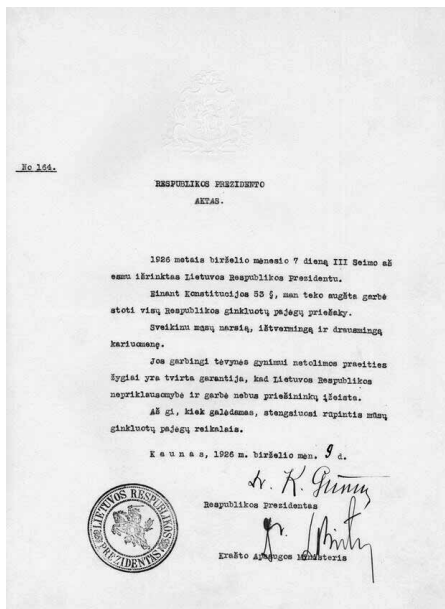 No 164.
RESPUBLIKOS PREZIDENTO
AKTAS.
1926 metais birželio mėnesio 7 dieną III Seimo aš
esmu išrinktas Lietuvos Respublikos Prezidentu.
Einant Konstitucijos 53 §, man teko augšta garbė
stoti visų Respublikos ginkluotų pajėgų priešaky.
Sveikinu mūsų narsią, ištvermingą ir drausmingą
kariuomenę.
Jos garbingi tėvynės gynimui netolimos praeities
žygiai yra tvirta garantija, kad Lietuvos Respublikos
nepriklausomybė ir garbė nebus priešininkų įžeista.
Aš gi, kiek galėdamas, stengsiuosi rūpintis mūsų
ginkluotų pajėgų reikalais.
Kaunas, 1926 m. birželio mėn. 9 d.
Dr. K. Grinius
Respublikos Prezidentas
LIETUVOS RESPUBLIKOS
PREZIDENTAS
Krašto Apsaugos Ministeris